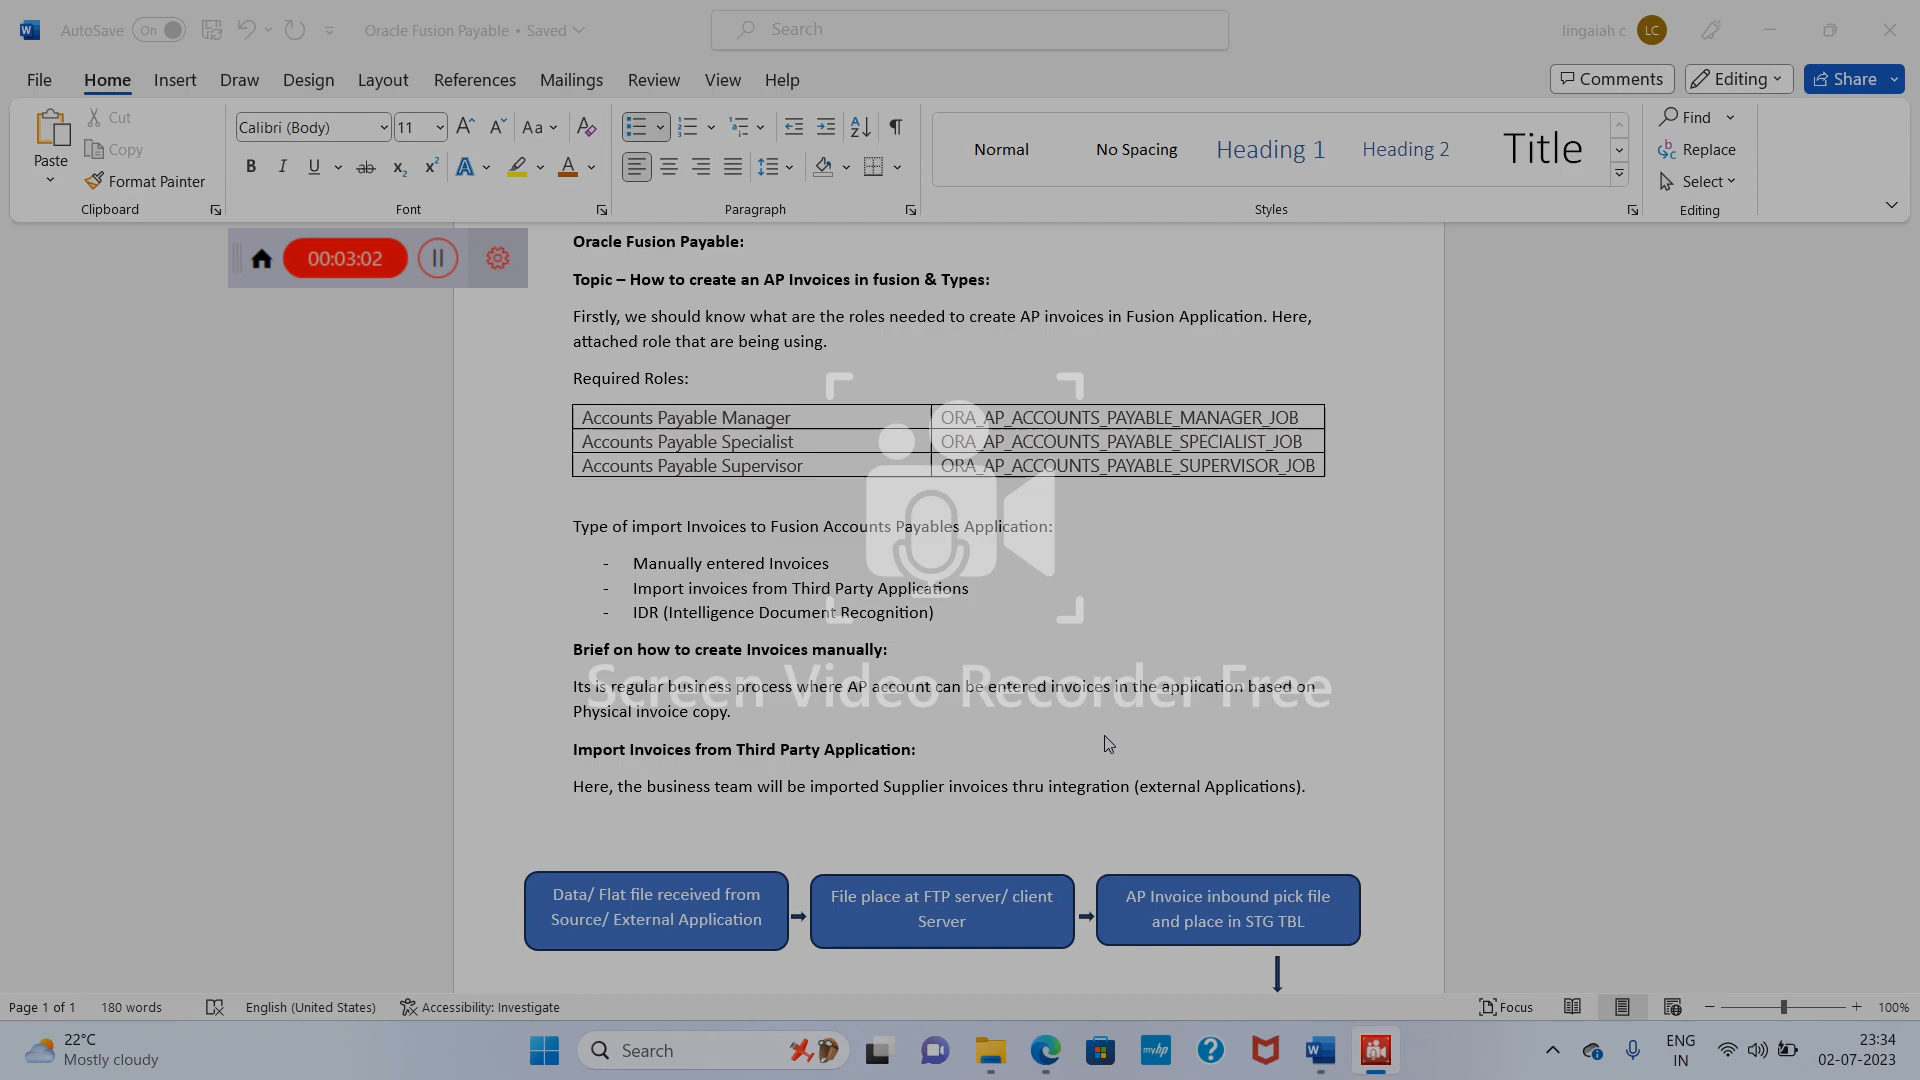 AutoSave On Oracle Fusion Payable • Saved Search lingaiah c LC
File Home Insert Draw Design Layout References Mailings Review View Help Comments Editing Share
Paste Cut Copy Format Painter Clipboard
Calibri (Body) 11 Font
Paragraph
Normal No Spacing Heading 1 Heading 2 Title Styles
Find Replace Select Editing
00:03:02
Oracle Fusion Payable:
Topic – How to create an AP Invoices in fusion & Types:
Firstly, we should know what are the roles needed to create AP invoices in Fusion Application. Here,
attached role that are being using.
Required Roles:
Accounts Payable Manager ORA_AP_ACCOUNTS_PAYABLE_MANAGER_JOB
Accounts Payable Specialist ORA_AP_ACCOUNTS_PAYABLE_SPECIALIST_JOB
Accounts Payable Supervisor ORA_AP_ACCOUNTS_PAYABLE_SUPERVISOR_JOB
Type of import Invoices to Fusion Accounts Payables Application:
- Manually entered Invoices
- Import invoices from Third Party Applications
- IDR (Intelligence Document Recognition)
Brief on how to create Invoices manually:
Its is regular business process where AP account can be entered invoices in the application based on
Physical invoice copy.
Screen Video Recorder Free
Import Invoices from Third Party Application:
Here, the business team will be imported Supplier invoices thru integration (external Applications).
Data/ Flat file received from
Source/ External Application
File place at FTP server/ client
Server
AP Invoice inbound pick file
and place in STG TBL
Page 1 of 1 180 words English (United States) Accessibility: Investigate Focus 100%
22°C
Mostly cloudy
Search
myhp
ENG
IN
23:34
02-07-2023